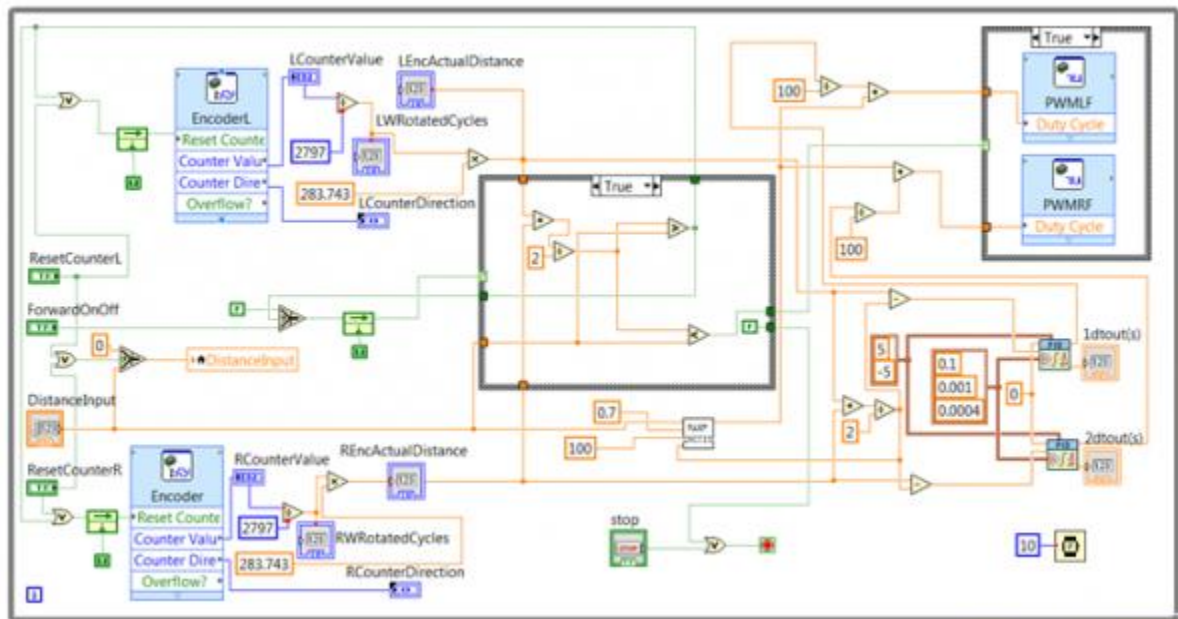 True
LCounterValue
LEncActualDistance
PWMLF
Duty Cycle
100
EncoderL
Reset Counte
Counter Valu
Counter Dire
Overflow?
LWRotatedCycles
2797
283.743
LCounterDirection
True
PWMRF
Duty Cycle
100
2
ResetCounterL
F
ForwardOnOff
0
DistanceInput
F
1dtout(s)
5
-5
0.1
0.001
0.0004
0
DistanceInput
0.7
100
2
2dtout(s)
ResetCounterR
RCounterValue
REncActualDistance
Encoder
Reset Counte
Counter Valu
Counter Dire
Overflow?
2797
RWRotatedCycles
283.743
RCounterDirection
stop
10
i